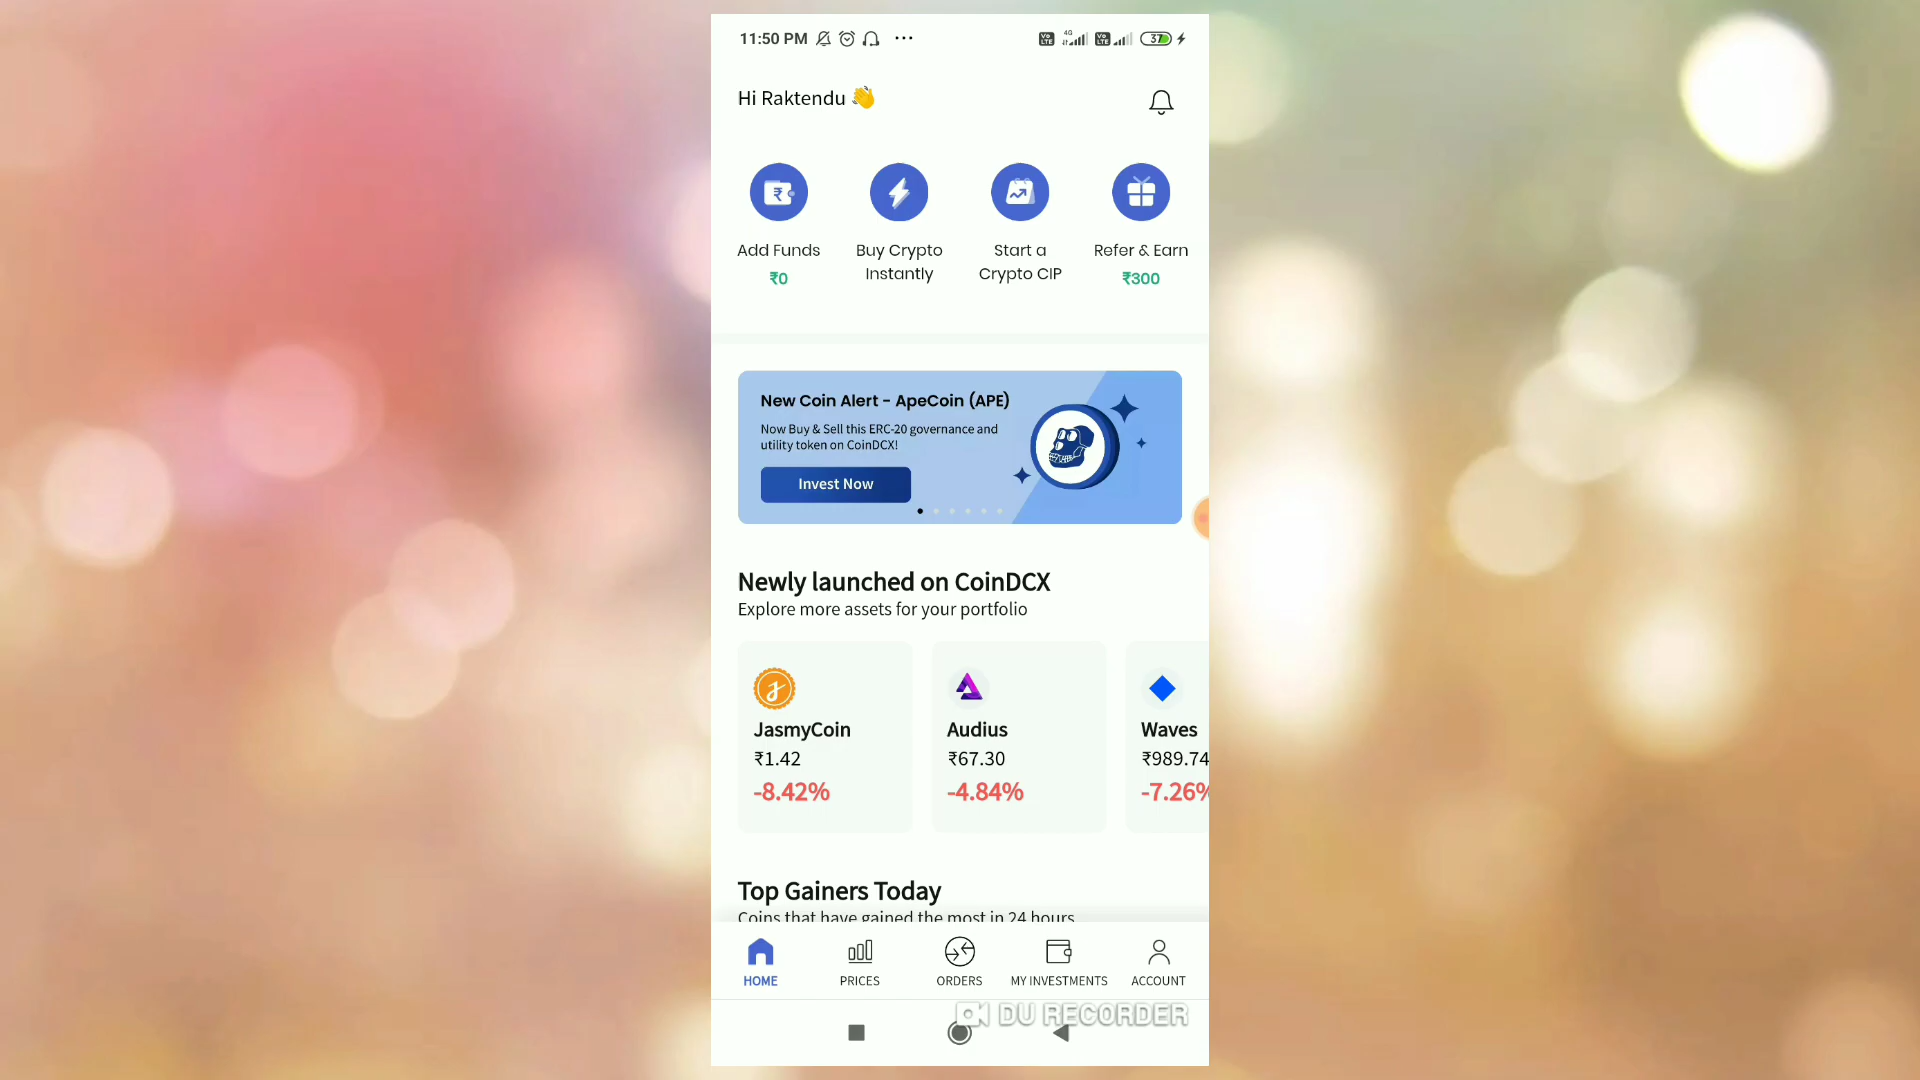 11:50 PM
4G
37
Hi Raktendu
Add Funds
₹0
Buy Crypto
Instantly
Start a
Crypto CIP
Refer & Earn
₹300
New Coin Alert - ApeCoin (APE)
Now Buy & Sell this ERC-20 governance and
utility token on CoinDCX!
Invest Now
Newly launched on CoinDCX
Explore more assets for your portfolio
JasmyCoin
₹1.42
-8.42%
Audius
₹67.30
-4.84%
Waves
₹989.74
-7.26%
Top Gainers Today
Coins that have gained the most in 24 hours
HOME
PRICES
ORDERS
MY INVESTMENTS
ACCOUNT
DU RECORDER